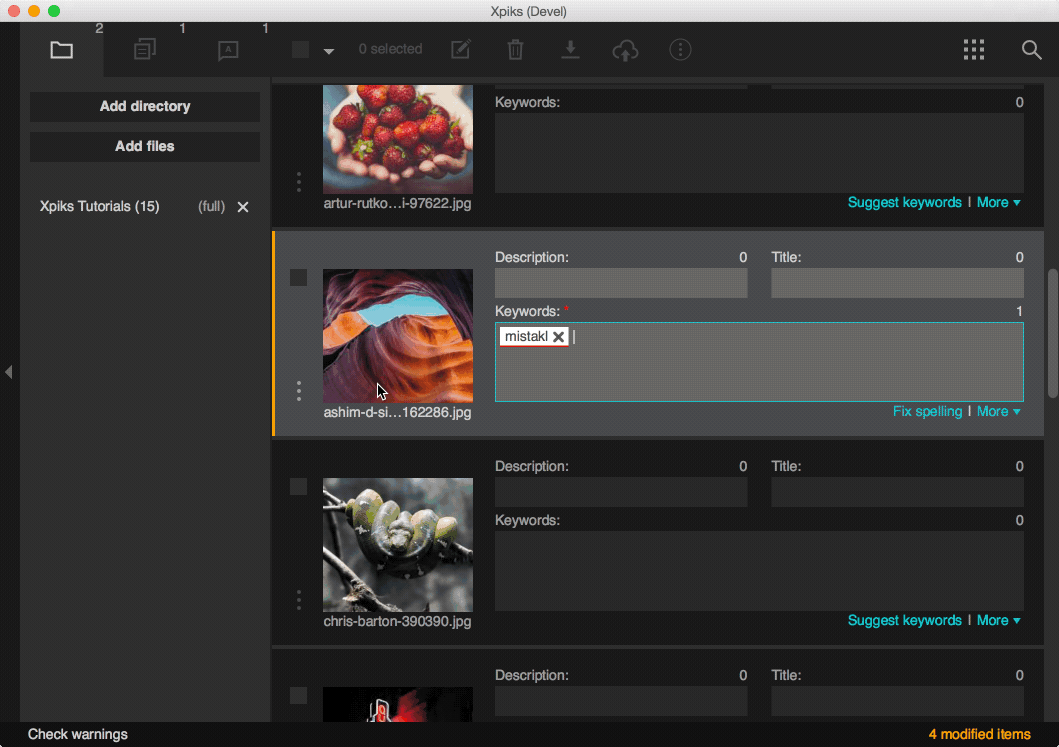 Xpiks (Devel)
2
1
A
1
0 selected
Add directory
Add files
Xpiks Tutorials (15) (full)
Keywords: 0
artur-rutko...i-97622.jpg
Suggest keywords | More
Description: 0 Title: 0
Keywords: * 1
mistakl
ashim-d-si...162286.jpg
Fix spelling | More
Description: 0 Title: 0
Keywords: 0
chris-barton-390390.jpg
Suggest keywords | More
Description: 0 Title: 0
Check warnings
4 modified items